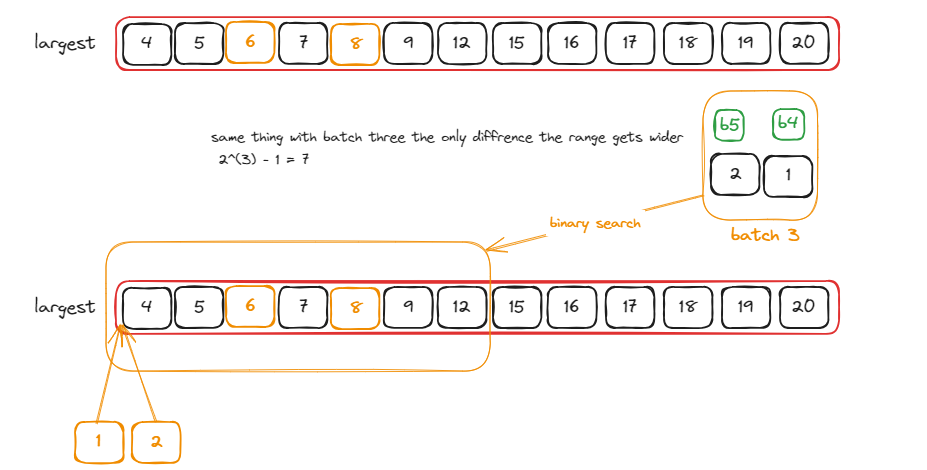 largest 4 5 6 7 8 9 12 15 16 17 18 19 20
b5 b4
same thing with batch three the only diffrence the range gets wider
2^(3) - 1 = 7
2 1
binary search
batch 3
largest 4 5 6 7 8 9 12 15 16 17 18 19 20
1 2